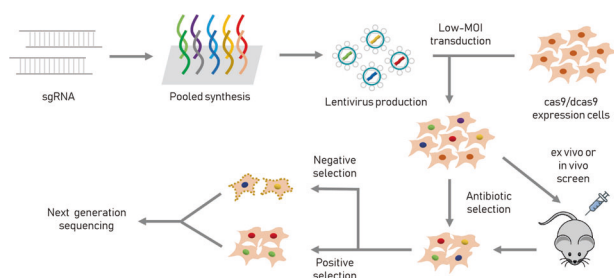 Low-MOI
transduction
sgRNA
Pooled synthesis
Lentivirus production
cas9/dcas9
expression cells
ex vivo or
in vivo
screen
Negative
selection
Antibiotic
selection
Next generation
sequencing
Positive
selection